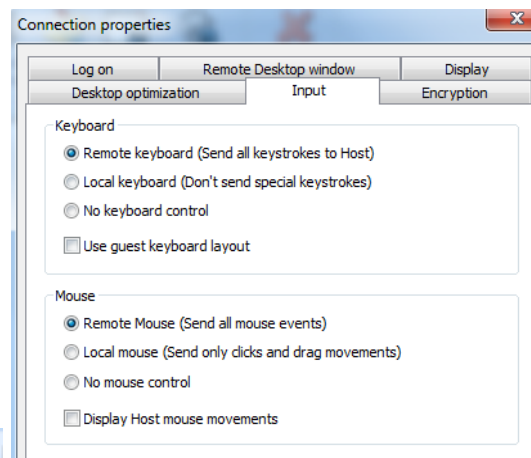 Connection properties
Log on Remote Desktop window Display
Desktop optimization Input Encryption
Keyboard
Remote keyboard (Send all keystrokes to Host)
Local keyboard (Don't send special keystrokes)
No keyboard control
Use guest keyboard layout
Mouse
Remote Mouse (Send all mouse events)
Local mouse (Send only clicks and drag movements)
No mouse control
Display Host mouse movements